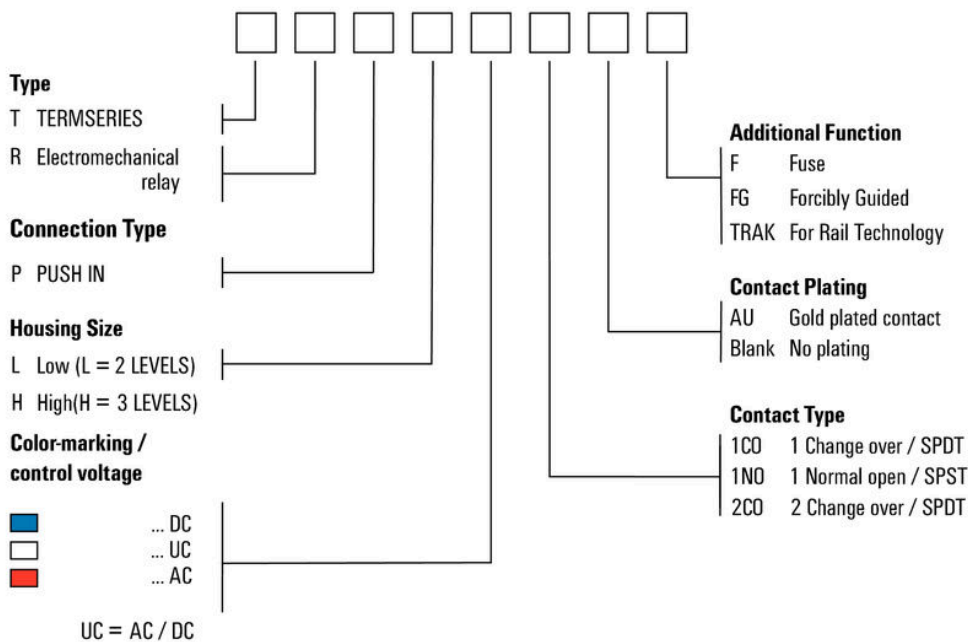 Type
T TERMSERIES
R Electromechanical
relay
Connection Type
P PUSH IN
Housing Size
L Low (L = 2 LEVELS)
H High(H = 3 LEVELS)
Color-marking /
control voltage
... DC
... UC
... AC
UC = AC / DC
Additional Function
F Fuse
FG Forcibly Guided
TRAK For Rail Technology
Contact Plating
AU Gold plated contact
Blank No plating
Contact Type
1CO 1 Change over / SPDT
1NO 1 Normal open / SPST
2CO 2 Change over / SPDT